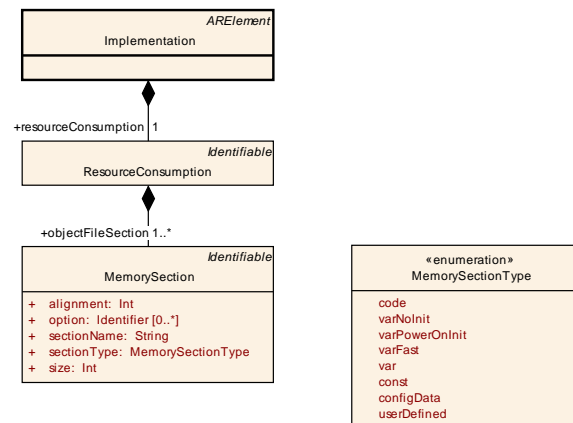 ARElement
Implementation
+resourceConsumption 1
Identifiable
ResourceConsumption
+objectFileSection 1..*
Identifiable
MemorySection
+ alignment: Int
+ option: Identifier [0..*]
+ sectionName: String
+ sectionType: MemorySectionType
+ size: Int
«enumeration»
MemorySectionType
code
varNoInit
varPowerOnInit
varFast
var
const
configData
userDefined